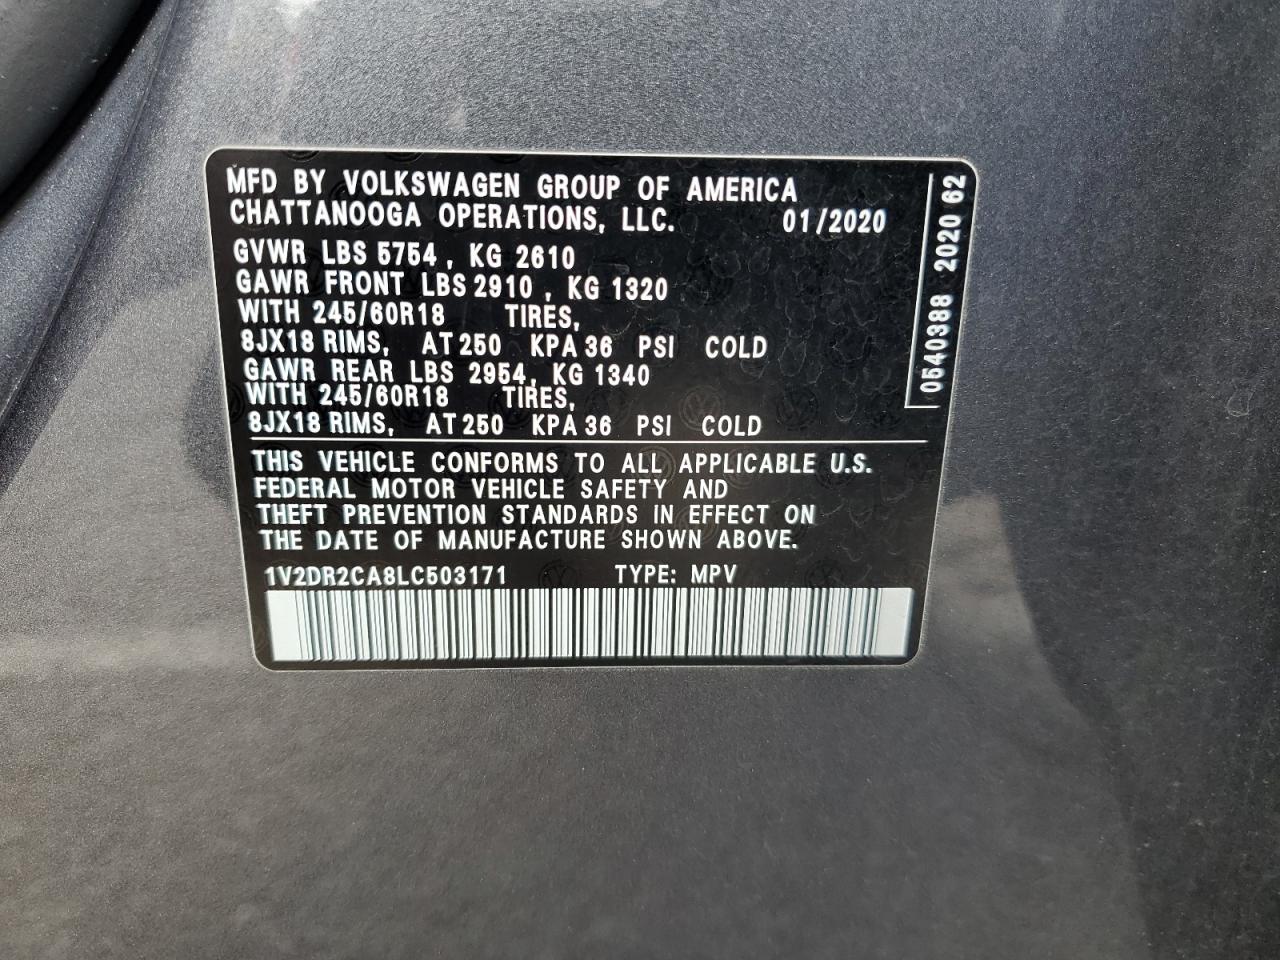 MFD BY VOLKSWAGEN GROUP OF AMERICA
CHATTANOOGA OPERATIONS, LLC. 01/2020
GVWR LBS 5754, KG 2610
GAWR FRONT LBS 2910, KG 1320
WITH 245/60R18 TIRES,
8JX18 RIMS, AT 250 KPA 36 PSI COLD
GAWR REAR LBS 2954, KG 1340
WITH 245/60R18 TIRES,
8JX18 RIMS, AT 250 KPA 36 PSI COLD
0540388 2020 62
THIS VEHICLE CONFORMS TO ALL APPLICABLE U.S.
FEDERAL MOTOR VEHICLE SAFETY AND
THEFT PREVENTION STANDARDS IN EFFECT ON
THE DATE OF MANUFACTURE SHOWN ABOVE.
1V2DR2CA8LC503171 TYPE: MPV